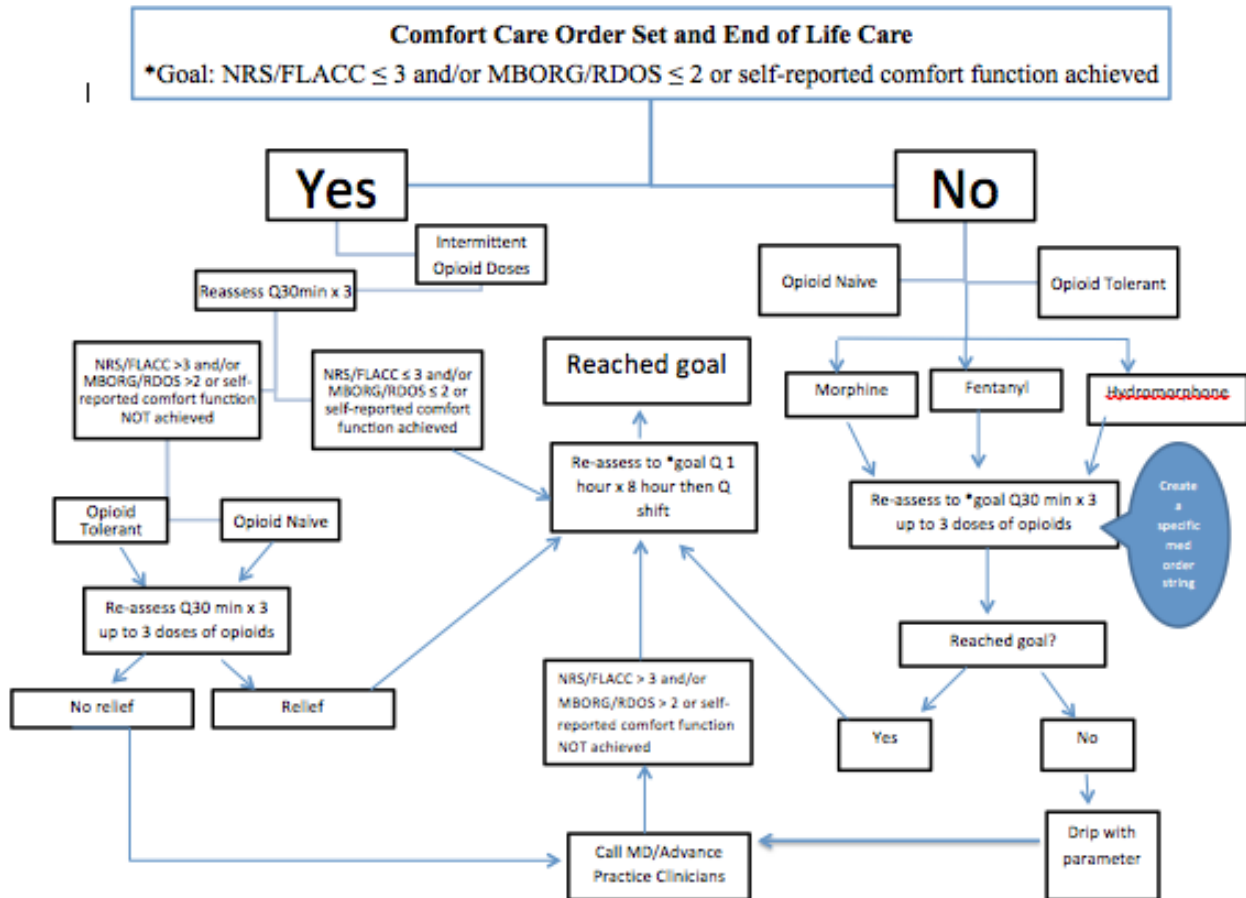 Comfort Care Order Set and End of Life Care
*Goal: NRS/FLACC ≤ 3 and/or MBORG/RDOS ≤ 2 or self-reported comfort function achieved
Yes
No
Intermittent
Opioid Doses
Reassess Q30min x 3
Opioid Naïve
Opioid Tolerant
NRS/FLACC >3 and/or
MBORG/RDOS >2 or self-
reported comfort function
NOT achieved
NRS/FLACC ≤ 3 and/or
MBORG/RDOS ≤ 2 or
self-reported comfort
function achieved
Reached goal
Morphine
Fentanyl
Hydromorphone
Re-assess to *goal Q 1
hour x 8 hour then Q
shift
Re-assess to *goal Q30 min x 3
up to 3 doses of opioids
Create
a
specific
med
order
string
Opioid
Tolerant
Opioid Naïve
Re-assess Q30 min x 3
up to 3 doses of opioids
No relief
Relief
Reached goal?
NRS/FLACC > 3 and/or
MBORG/RDOS > 2 or self-
reported comfort function
NOT achieved
Yes
No
Call MD/Advance
Practice Clinicians
Drip with
parameter